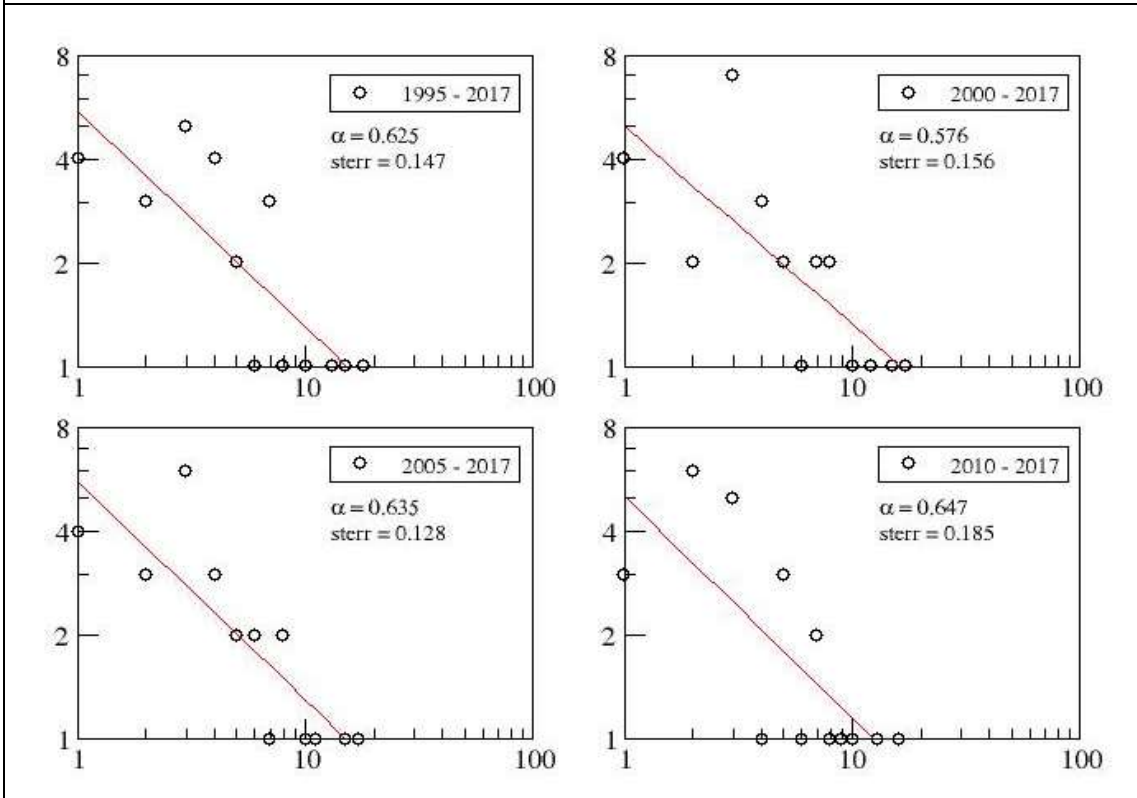 8
4
2
1
1 10 100
1995 - 2017
α = 0.625
sterr = 0.147
8
4
2
1
1 10 100
2000 - 2017
α = 0.576
sterr = 0.156
8
4
2
1
1 10 100
2005 - 2017
α = 0.635
sterr = 0.128
8
4
2
1
1 10 100
2010 - 2017
α = 0.647
sterr = 0.185